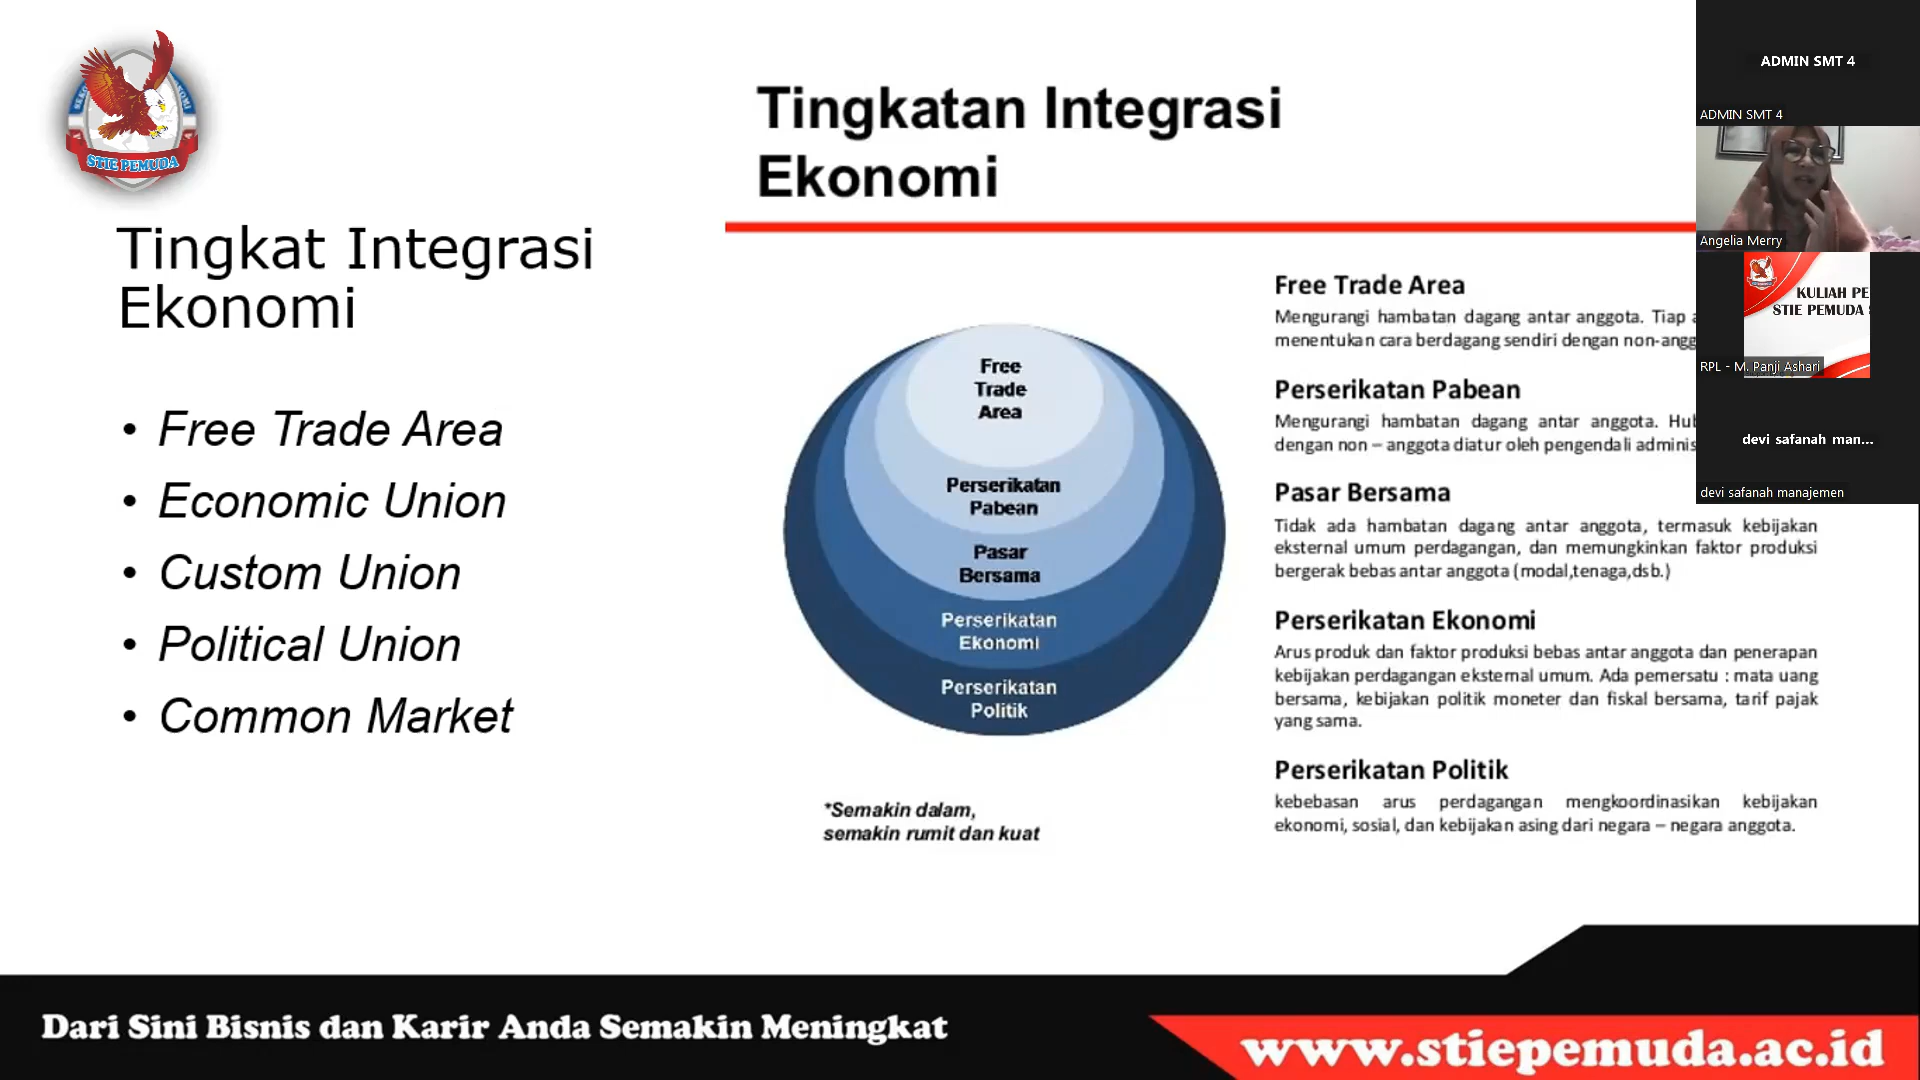 STIE PEMUDA
Tingkat Integrasi
Ekonomi
• Free Trade Area
• Economic Union
• Custom Union
• Political Union
• Common Market
Tingkatan Integrasi
Ekonomi
Free
Trade
Area
Perserikatan
Pabean
Pasar
Bersama
Perserikatan
Ekonomi
Perserikatan
Politik
*Semakin dalam,
semakin rumit dan kuat
Free Trade Area
Mengurangi hambatan dagang antar anggota. Tiap
menentukan cara berdagang sendiri dengan
Perserikatan Pabean
Mengurangi hambatan dagang antar anggota.
dengan non – anggota diatur oleh pengendali
Pasar Bersama
Tidak ada hambatan dagang antar anggota, termasuk kebijakan
eksternal umum perdagangan, dan memungkinkan faktor produksi
bergerak bebas antar anggota (modal,tenaga,dsb.)
Perserikatan Ekonomi
Arus produk dan faktor produksi bebas antar anggota dan penerapan
kebijakan perdagangan eksternal umum. Ada pemersatu : mata uang
bersama, kebijakan politik moneter dan fiskal bersama, tarif pajak
yang sama.
Perserikatan Politik
kebebasan arus perdagangan mengkoordinasikan kebijakan
ekonomi, sosial, dan kebijakan asing dari negara – negara anggota.
ADMIN SMT 4
ADMIN SMT 4
Angelia Merry
KULIAH PE
STIE PEMUDA
RPL - M. Panji Ashari
devi safanah man...
devi safanah manajemen
Dari Sini Bisnis dan Karir Anda Semakin Meningkat
www.stiepemuda.ac.id